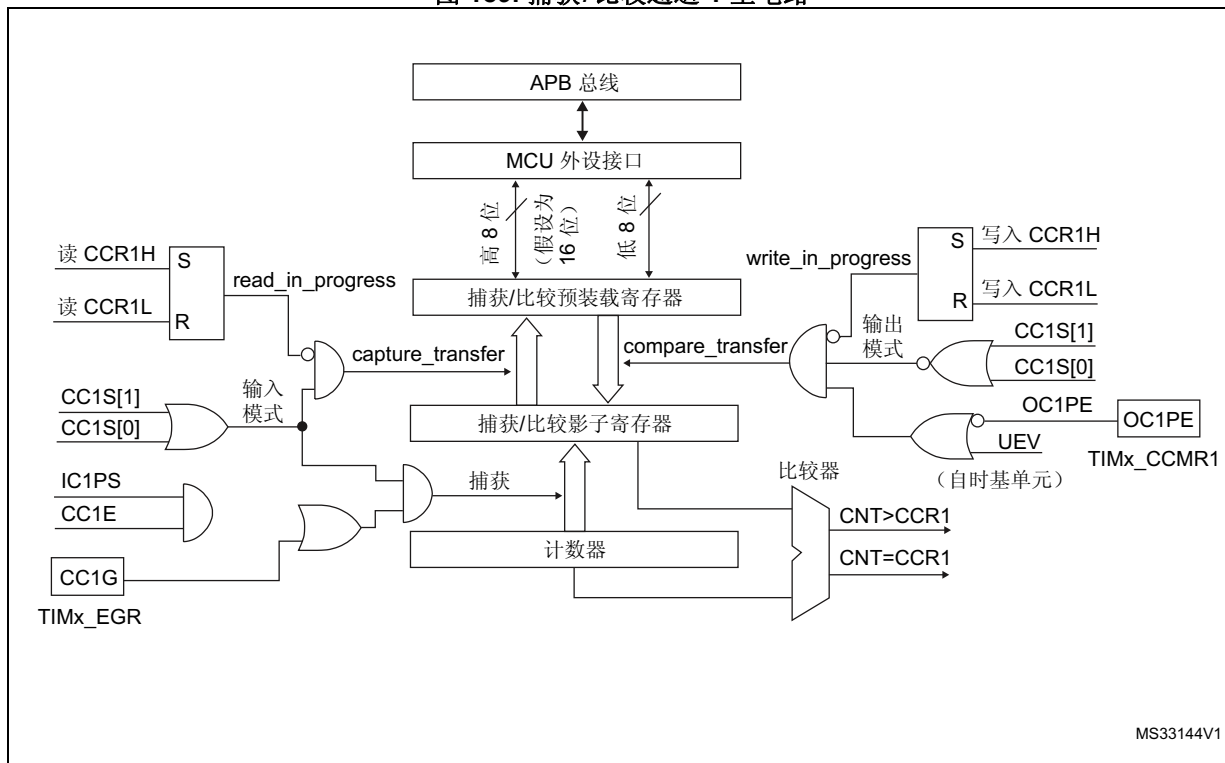 APB 总线
MCU 外设接口
高 8 位
(假设为
16 位)
低 8 位
读 CCR1H
读 CCR1L
S
R
read_in_progress
write_in_progress
S
R
写入 CCR1H
写入 CCR1L
捕获/比较预装载寄存器
capture_transfer
compare_transfer
输出
模式
CC1S[1]
CC1S[0]
CC1S[1]
CC1S[0]
输入
模式
捕获/比较影子寄存器
OC1PE
OC1PE
UEV
TIMx_CCMR1
(自时基单元)
IC1PS
CC1E
捕获
比较器
CNT>CCR1
CNT=CCR1
计数器
CC1G
TIMx_EGR
MS33144V1